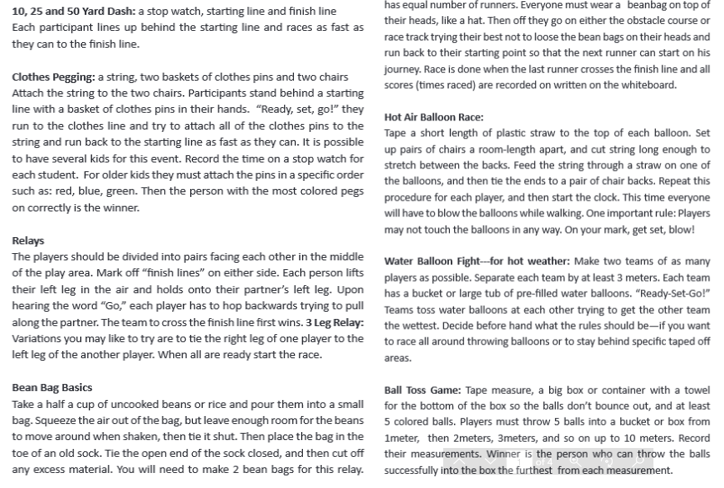 10, 25 and 50 Yard Dash: a stop watch, starting line and finish line
Each participant lines up behind the starting line and races as fast as
they can to the finish line.
Clothes Pegging: a string, two baskets of clothes pins and two chairs
Attach the string to the two chairs. Participants stand behind a starting
line with a basket of clothes pins in their hands.  “Ready, set, go!” they
run to the clothes line and try to attach all of the clothes pins to the
string and run back to the starting line as fast as they can. It is possible
to have several kids for this event. Record the time on a stop watch for
each student.  For older kids they must attach the pins in a specific order
such as: red, blue, green. Then the person with the most colored pegs
on correctly is the winner.
Relays
The players should be divided into pairs facing each other in the middle
of the play area. Mark off “finish lines” on either side. Each person lifts
their left leg in the air and holds onto their partner’s left leg. Upon
hearing the word “Go,” each player has to hop backwards trying to pull
along the partner. The team to cross the finish line first wins. 3 Leg Relay:
Variations you may like to try are to tie the right leg of one player to the
left leg of the another player. When all are ready start the race.
Bean Bag Basics
Take a half a cup of uncooked beans or rice and pour them into a small
bag. Squeeze the air out of the bag, but leave enough room for the beans
to move around when shaken, then tie it shut. Then place the bag in the
toe of an old sock. Tie the open end of the sock closed, and then cut off
any excess material. You will need to make 2 bean bags for this relay.
has equal number of runners. Everyone must wear a  beanbag on top of
their heads, like a hat. Then off they go on either the obstacle course or
race track trying their best not to loose the bean bags on their heads and
run back to their starting point so that the next runner can start on his
journey. Race is done when the last runner crosses the finish line and all
scores (times raced) are recorded on written on the whiteboard.
Hot Air Balloon Race:
Tape a short length of plastic straw to the top of each balloon. Set
up pairs of chairs a room-length apart, and cut string long enough to
stretch between the backs. Feed the string through a straw on one of
the balloons, and then tie the ends to a pair of chair backs. Repeat this
procedure for each player, and then start the clock. This time everyone
will have to blow the balloons while walking. One important rule: Players
may not touch the balloons in any way. On your mark, get set, blow!
Water Balloon Fight—for hot weather: Make two teams of as many
players as possible. Separate each team by at least 3 meters. Each team
has a bucket or large tub of pre-filled water balloons. “Ready-Set-Go!”
Teams toss water balloons at each other trying to get the other team
the wettest. Decide before hand what the rules should be—if you want
to race all around throwing balloons or to stay behind specific taped off
areas.
Ball Toss Game: Tape measure, a big box or container with a towel
for the bottom of the box so the balls don’t bounce out, and at least
5 colored balls. Players must throw 5 balls into a bucket or box from
1meter,  then 2meters, 3meters, and so on up to 10 meters. Record
their measurements. Winner is the person who can throw the balls
successfully into the box the furthest  from each measurement.